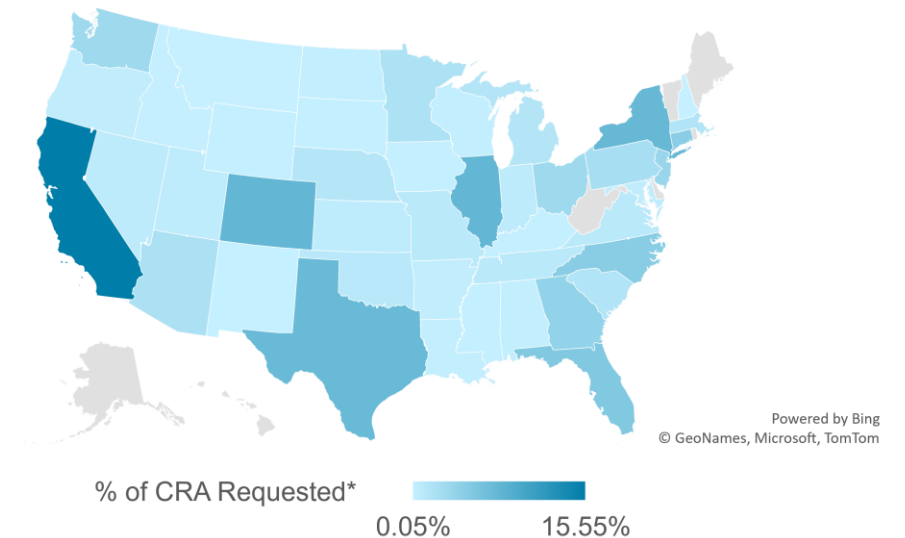 Powered by Bing
© GeoNames, Microsoft, TomTom
% of CRA Requested*
0.05% 15.55%